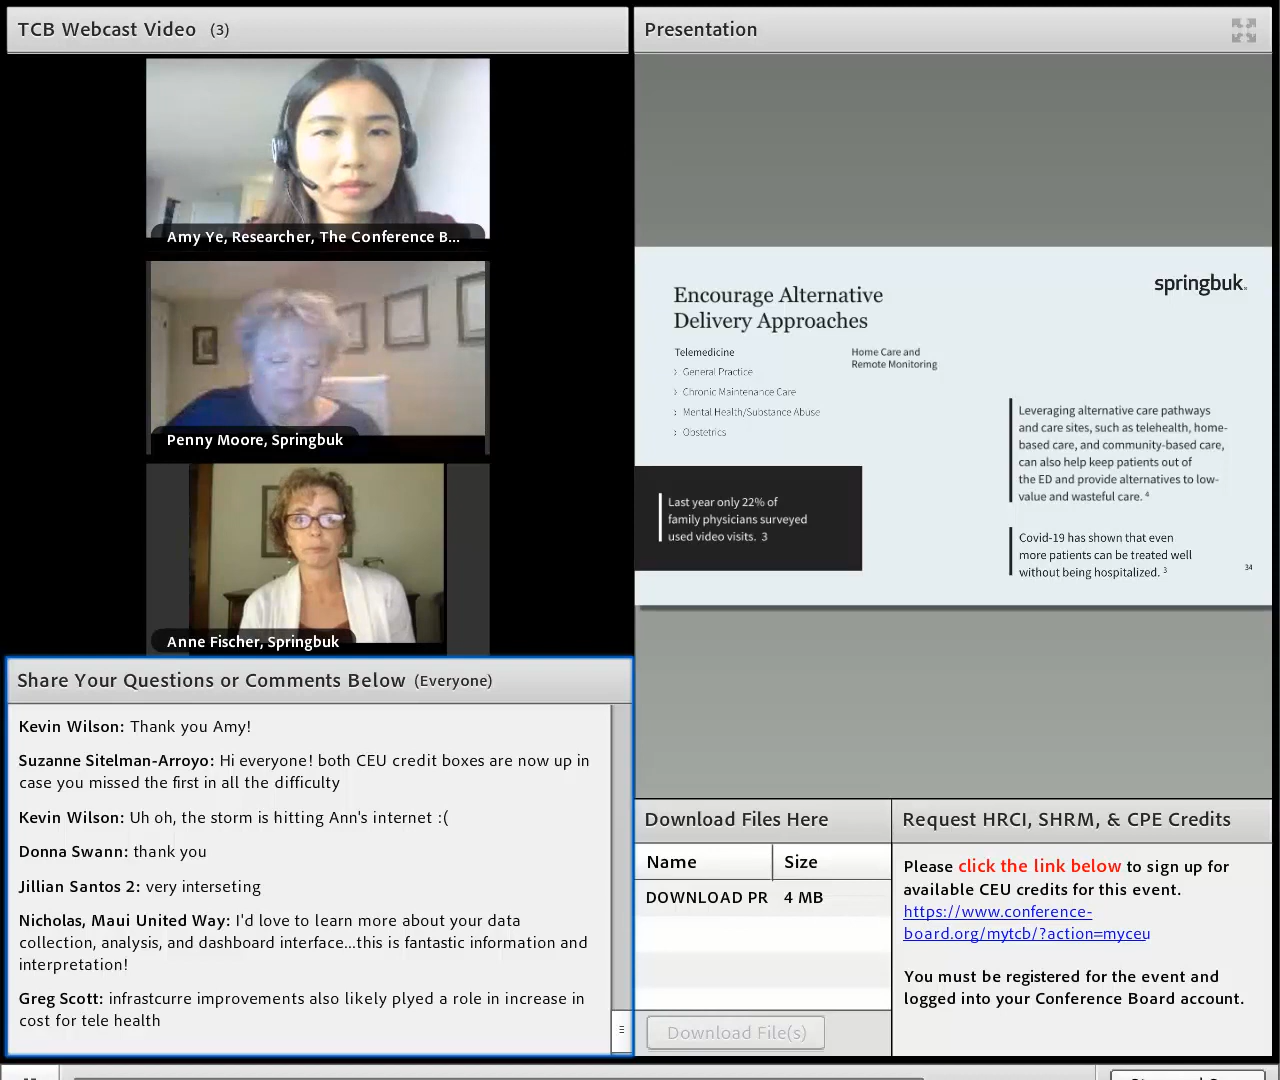 TCB Webcast Video (3)
Amy Ye, Researcher, The Conference B...
Penny Moore, Springbuk
Anne Fischer, Springbuk
Share Your Questions or Comments Below (Everyone)
Kevin Wilson: Thank you Amy!
Suzanne Sitelman-Arroyo: Hi everyone! both CEU credit boxes are now up in
case you missed the first in all the difficulty
Kevin Wilson: Uh oh, the storm is hitting Ann's internet :(
Donna Swann: thank you
Jillian Santos 2: very interseting
Nicholas, Maui United Way: I'd love to learn more about your data
collection, analysis, and dashboard interface...this is fantastic information and
interpretation!
Greg Scott: infrastcurre improvements also likely plyed a role in increase in
cost for tele health
Presentation
springbuk
Encourage Alternative
Delivery Approaches
Telemedicine
› General Practice
› Chronic Maintenance Care
› Mental Health/Substance Abuse
› Obstetrics
Home Care and
Remote Monitoring
Last year only 22% of
family physicians surveyed
used video visits. 3
Leveraging alternative care pathways
and care sites, such as telehealth, home-
based care, and community-based care,
can also help keep patients out of
the ED and provide alternatives to low-
value and wasteful care. 4
Covid-19 has shown that even
more patients can be treated well
without being hospitalized. 3
34
Download Files Here
Name Size
DOWNLOAD PR 4 MB
Download File(s)
Request HRCI, SHRM, & CPE Credits
Please click the link below to sign up for
available CEU credits for this event.
https://www.conference-
board.org/mytcb/?action=myceu
You must be registered for the event and
logged into your Conference Board account.